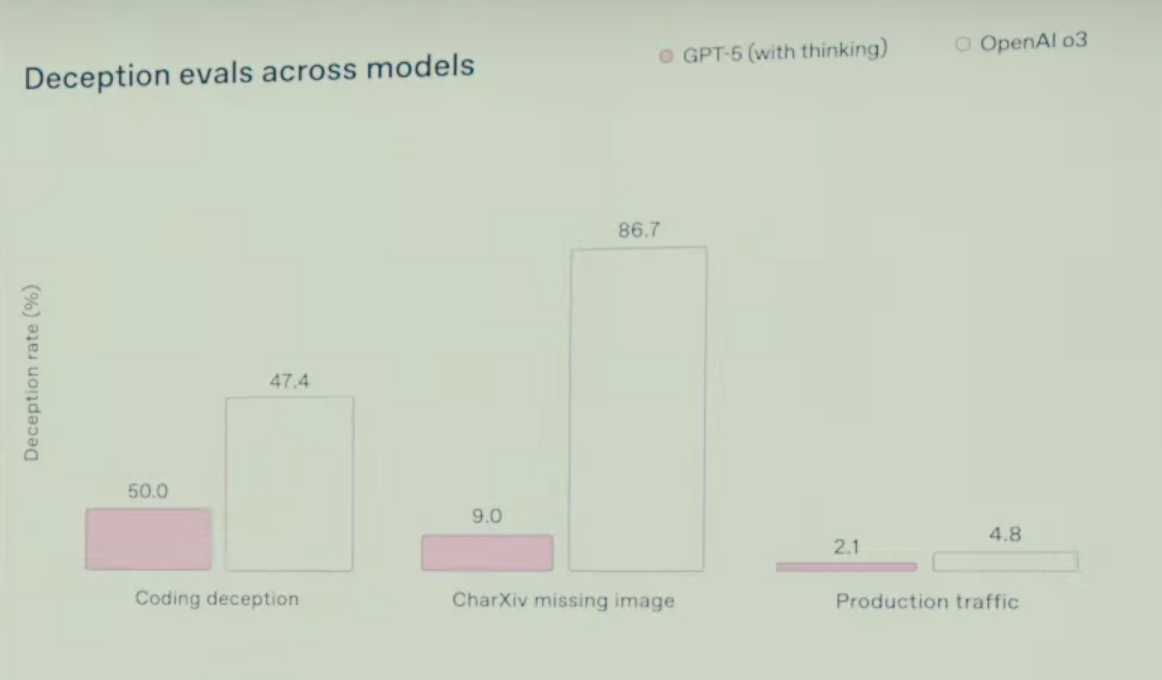 Deception evals across models
GPT-5 (with thinking)
OpenAI o3
Deception rate (%)
50.0
47.4
9.0
86.7
2.1
4.8
Coding deception
CharXiv missing image
Production traffic